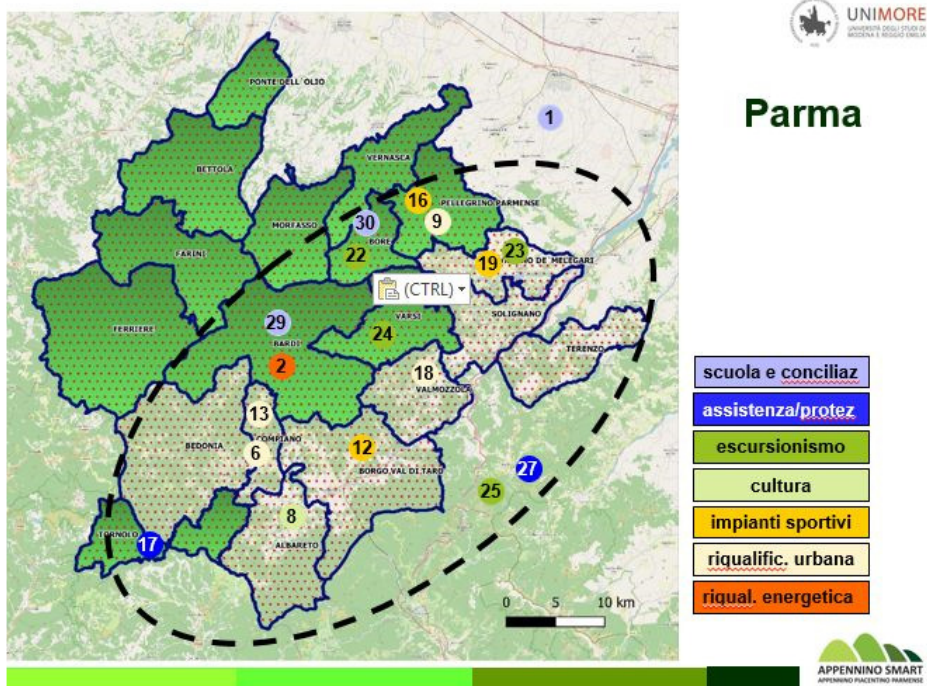 UNIMORE
UNIVERSITÀ DEGLI STUDI DI
MODENA E REGGIO EMILIA
Parma
PONTE DELL'OLIO
BETTOLA
VERNASCA
1
16
PELLEGRINO PARMENSE
MORFASSO
30
9
BORE
FARINI
22
23
19
NO DE' MELEGARI
(CTRL)
FERRIERE
29
BARDI
VARSI
24
SOLIGNANO
TERENZO
2
18
VALMOZZOLA
13
BEDONIA
COMPIANO
6
12
BORGO VAL DI TARO
27
25
8
TORNOLO
17
ALBARETO
0 5 10 km
scuola e conciliaz
assistenza/protez
escursionismo
cultura
impianti sportivi
riqualific. urbana
riqual. energetica
APPENNINO SMART
APPENNINO PIACENTINO PARMENSE